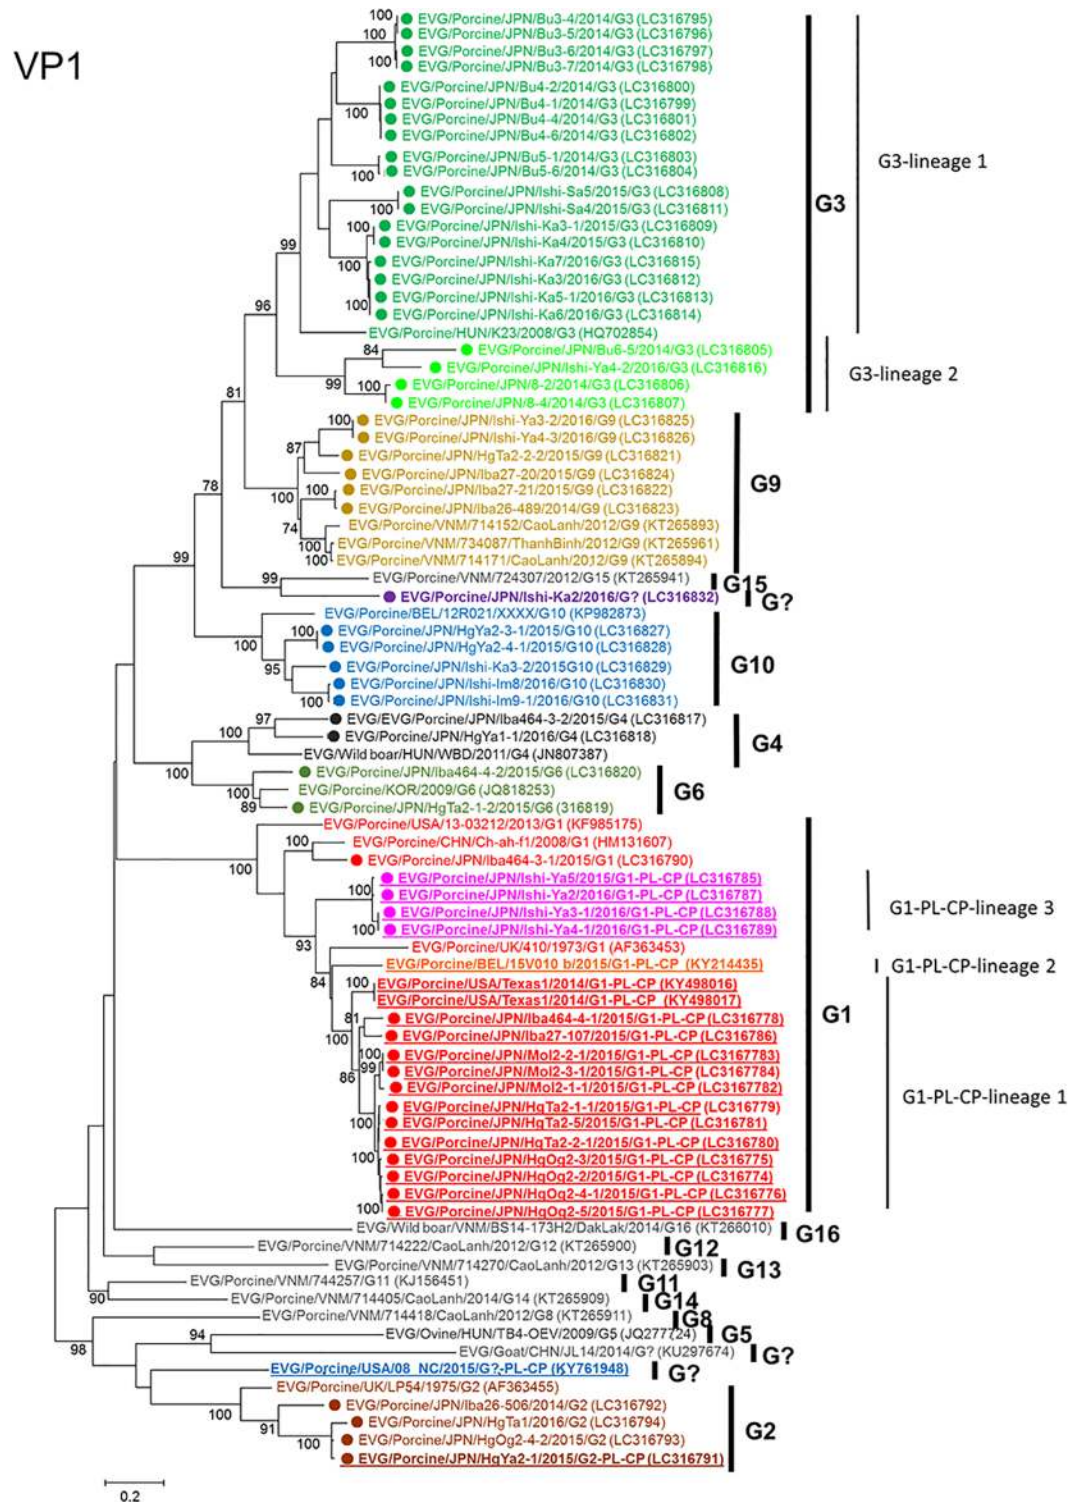 VP1
EVG/Porcine/JPN/Bu3-4/2014/G3 (LC316795)
EVG/Porcine/JPN/Bu3-5/2014/G3 (LC316796)
EVG/Porcine/JPN/Bu3-6/2014/G3 (LC316797)
EVG/Porcine/JPN/Bu3-7/2014/G3 (LC316798)
EVG/Porcine/JPN/Bu4-2/2014/G3 (LC316800)
EVG/Porcine/JPN/Bu4-1/2014/G3 (LC316799)
EVG/Porcine/JPN/Bu4-4/2014/G3 (LC316801)
EVG/Porcine/JPN/Bu4-6/2014/G3 (LC316802)
EVG/Porcine/JPN/Bu5-1/2014/G3 (LC316803)
EVG/Porcine/JPN/Bu5-6/2014/G3 (LC316804)
EVG/Porcine/JPN/Ishi-Sa5/2015/G3 (LC316808)
EVG/Porcine/JPN/Ishi-Sa4/2015/G3 (LC316811)
EVG/Porcine/JPN/Ishi-Ka3-1/2015/G3 (LC316809)
EVG/Porcine/JPN/Ishi-Ka4/2015/G3 (LC316810)
EVG/Porcine/JPN/Ishi-Ka7/2016/G3 (LC316815)
EVG/Porcine/JPN/Ishi-Ka3/2016/G3 (LC316812)
EVG/Porcine/JPN/Ishi-Ka5-1/2016/G3 (LC316813)
EVG/Porcine/JPN/Ishi-Ka6/2016/G3 (LC316814)
EVG/Porcine/HUN/K23/2008/G3 (HQ702854)
EVG/Porcine/JPN/Bu6-5/2014/G3 (LC316805)
EVG/Porcine/JPN/Ishi-Ya4-2/2016/G3 (LC316816)
EVG/Porcine/JPN/8-2/2014/G3 (LC316806)
EVG/Porcine/JPN/8-4/2014/G3 (LC316807)
EVG/Porcine/JPN/Ishi-Ya3-2/2016/G9 (LC316825)
EVG/Porcine/JPN/Ishi-Ya4-3/2016/G9 (LC316826)
EVG/Porcine/JPN/HgTa2-2-2/2015/G9 (LC316821)
EVG/Porcine/JPN/Iba27-20/2015/G9 (LC316824)
EVG/Porcine/JPN/Iba27-21/2015/G9 (LC316822)
EVG/Porcine/JPN/Iba26-489/2014/G9 (LC316823)
EVG/Porcine/VNM/714152/CaoLanh/2012/G9 (KT265893)
EVG/Porcine/VNM/734087/ThanhBinh/2012/G9 (KT265961)
EVG/Porcine/VNM/714171/CaoLanh/2012/G9 (KT265894)
EVG/Porcine/VNM/724307/2012/G15 (KT265941)
EVG/Porcine/JPN/Ishi-Ka2/2016/G? (LC316832)
EVG/Porcine/BEL/12R021/XXXX/G10 (KP982873)
EVG/Porcine/JPN/HgYa2-3-1/2015/G10 (LC316827)
EVG/Porcine/JPN/HgYa2-4-1/2015/G10 (LC316828)
EVG/Porcine/JPN/Ishi-Ka3-2/2015G10 (LC316829)
EVG/Porcine/JPN/Ishi-Im8/2016/G10 (LC316830)
EVG/Porcine/JPN/Ishi-Im9-1/2016/G10 (LC316831)
EVG/EVG/Porcine/JPN/Iba464-3-2/2015/G4 (LC316817)
EVG/Porcine/JPN/HgYa1-1/2016/G4 (LC316818)
EVG/Wild boar/HUN/WBD/2011/G4 (JN807387)
EVG/Porcine/JPN/Iba464-4-2/2015/G6 (LC316820)
EVG/Porcine/KOR/2009/G6 (JQ818253)
EVG/Porcine/JPN/HgTa2-1-2/2015/G6 (316819)
EVG/Porcine/USA/13-03212/2013/G1 (KF985175)
EVG/Porcine/CHN/Ch-ah-f1/2008/G1 (HM131607)
EVG/Porcine/JPN/Iba464-3-1/2015/G1 (LC316790)
EVG/Porcine/JPN/Ishi-Ya5/2015/G1-PL-CP (LC316785)
EVG/Porcine/JPN/Ishi-Ya2/2016/G1-PL-CP (LC316787)
EVG/Porcine/JPN/Ishi-Ya3-1/2016/G1-PL-CP (LC316788)
EVG/Porcine/JPN/Ishi-Ya4-1/2016/G1-PL-CP (LC316789)
EVG/Porcine/UK/410/1973/G1 (AF363453)
EVG/Porcine/BEL/15V010_b/2015/G1-PL-CP (KY214435)
EVG/Porcine/USA/Texas1/2014/G1-PL-CP (KY498016)
EVG/Porcine/USA/Texas1/2014/G1-PL-CP (KY498017)
EVG/Porcine/JPN/Iba464-4-1/2015/G1-PL-CP (LC316778)
EVG/Porcine/JPN/Iba27-107/2015/G1-PL-CP (LC316786)
EVG/Porcine/JPN/Mol2-2-1/2015/G1-PL-CP (LC3167783)
EVG/Porcine/JPN/Mol2-3-1/2015/G1-PL-CP (LC3167784)
EVG/Porcine/JPN/Mol2-1-1/2015/G1-PL-CP (LC3167782)
EVG/Porcine/JPN/HgTa2-1-1/2015/G1-PL-CP (LC316779)
EVG/Porcine/JPN/HgTa2-5/2015/G1-PL-CP (LC316781)
EVG/Porcine/JPN/HgTa2-2-1/2015/G1-PL-CP (LC316780)
EVG/Porcine/JPN/HgOg2-3/2015/G1-PL-CP (LC316775)
EVG/Porcine/JPN/HgOg2-2/2015/G1-PL-CP (LC316774)
EVG/Porcine/JPN/HgOg2-4-1/2015/G1-PL-CP (LC316776)
EVG/Porcine/JPN/HgOg2-5/2015/G1-PL-CP (LC316777)
EVG/Wild boar/VNM/BS14-173H2/DakLak/2014/G16 (KT266010)
EVG/Porcine/VNM/714222/CaoLanh/2012/G12 (KT265900)
EVG/Porcine/VNM/714270/CaoLanh/2012/G13 (KT265903)
EVG/Porcine/VNM/744257/G11 (KJ156451)
EVG/Porcine/VNM/714405/CaoLanh/2014/G14 (KT265909)
EVG/Porcine/VNM/714418/CaoLanh/2012/G8 (KT265911)
EVG/Ovine/HUN/TB4-OEV/2009/G5 (JQ277724)
EVG/Goat/CHN/JL14/2014/G? (KU297674)
EVG/Porcine/USA/08_NC/2015/G?-PL-CP (KY761948)
EVG/Porcine/UK/LP54/1975/G2 (AF363455)
EVG/Porcine/JPN/Iba26-506/2014/G2 (LC316792)
EVG/Porcine/JPN/HgTa1/2016/G2 (LC316794)
EVG/Porcine/JPN/HgOg2-4-2/2015/G2 (LC316793)
EVG/Porcine/JPN/HgYa2-1/2015/G2-PL-CP (LC316791)
G3
G9
G15
G?
G10
G4
G6
G1
G16
G12
G13
G11
G14
G8
G5
G?
G?
G2
G3-lineage 1
G3-lineage 2
G1-PL-CP-lineage 3
G1-PL-CP-lineage 2
G1-PL-CP-lineage 1
100
100
100
100
100
100
100
100
100
99
96
84
99
100
81
100
87
100
74
100
100
100
78
99
99
100
100
95
100
97
100
100
89
100
100
100
100
93
84
100
81
100
100
99
86
100
100
100
90
98
94
100
91
100
0.2